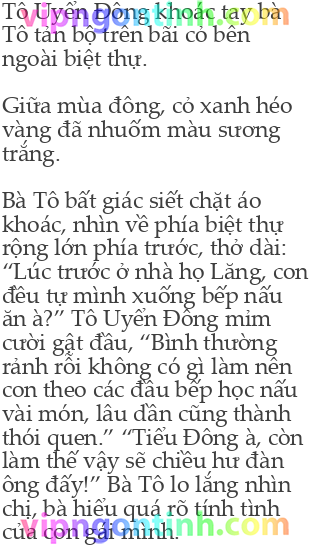 Tô Uyển Đông khoác tay bà
vipngontinh.com
Tô tản bộ trên bãi cỏ bên
ngoài biệt thự.
Giữa mùa đông, cỏ xanh héo
vàng đã nhuốm màu sương
trắng.
Bà Tô bất giác siết chặt áo
khoác, nhìn về phía biệt thự
rộng lớn phía trước, thở dài:
“Lúc trước ở nhà họ Lăng, con
đều tự mình xuống bếp nấu
ăn à?” Tô Uyển Đông mỉm
cười gật đầu, “Bình thường
rảnh rỗi không có gì làm nên
con theo các đầu bếp học nấu
vài món, lâu dần cũng thành
thói quen.” “Tiểu Đông à, còn
làm thế vậy sẽ chiều hư đàn
ông đấy!” Bà Tô lo lắng nhìn
chị, bà hiểu quá rõ tính tình
của con gái mình.
vipngontinh.com